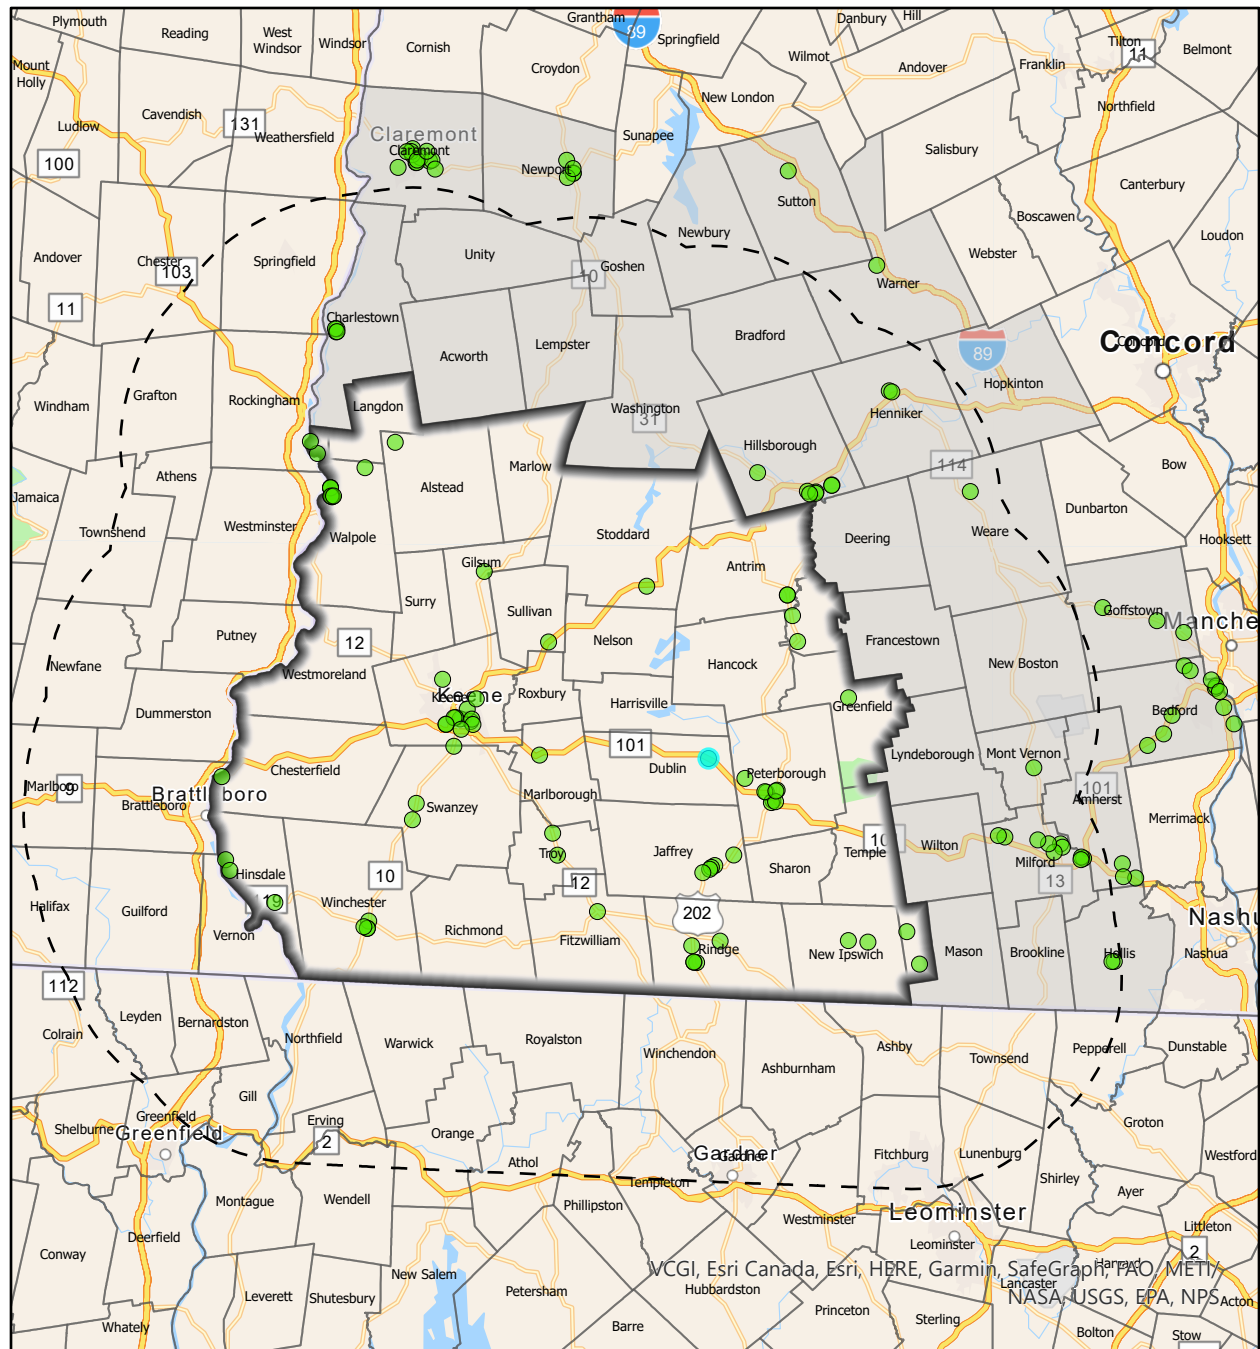 Plymouth
Reading
West
Windsor
Windsor
Cornish
Grantham
89
Springfield
Danbury
Hill
Tilton
11
Belmont
Mount
Holly
Croydon
Wilmot
Andover
Franklin
New London
Northfield
Ludlow
Cavendish
131
Weathersfield
Claremont
Claremont
Sunapee
Salisbury
100
Newport
Canterbury
Sutton
Boscawen
Loudon
Andover
Chester
103
Springfield
Unity
Goshen
10
Newbury
Webster
Warner
11
Charlestown
Acworth
Lempster
Bradford
89
Concord
Concord
Hopkinton
Windham
Grafton
Rockingham
Langdon
Washington
31
Henniker
Hillsborough
114
Bow
Athens
Marlow
Alstead
Jamaica
Townshend
Westminster
Walpole
Stoddard
Deering
Weare
Dunbarton
Hooksett
Gilsum
Antrim
Surry
Sullivan
Goffstown
Manche
Putney
12
Nelson
Francestown
Newfane
Westmoreland
Hancock
New Boston
Keene
Keene
Roxbury
Harrisville
Greenfield
Dummerston
Bedford
101
Lyndeborough
Mont Vernon
Chesterfield
Dublin
Peterborough
101
Marlboro
9
Brattleboro
Brattleboro
Marlborough
Amherst
Swanzey
Merrimack
Wilton
10
Troy
Jaffrey
Sharon
Temple
Milford
Hinsdale
10
12
13
Halifax
Guilford
119
Winchester
202
Nashu
Vernon
Richmond
Fitzwilliam
Rindge
New Ipswich
Mason
Brookline
Hollis
Nashua
112
Leyden
Bernardston
Colrain
Northfield
Warwick
Royalston
Winchendon
Ashby
Townsend
Pepperell
Dunstable
Ashburnham
Gill
Greenfield
Shelburne
Greenfield
Erving
2
Orange
Groton
Athol
Gardner
Fitchburg
Lunenburg
Westford
Templeton
Shirley
Ayer
Montague
Wendell
Phillipston
Westminster
Leominster
Littleton
Deerfield
Leominster
2
Conway
New Salem
VCGI, Esri Canada, Esri, HERE, Garmin, SafeGraph, FAO, METI/
NASA, USGS, EPA, NPS
Harvard
Lancaster
Leverett
Shutesbury
Petersham
Hubbardston
Princeton
Sterling
Acton
Whately
Barre
Bolton
Stow